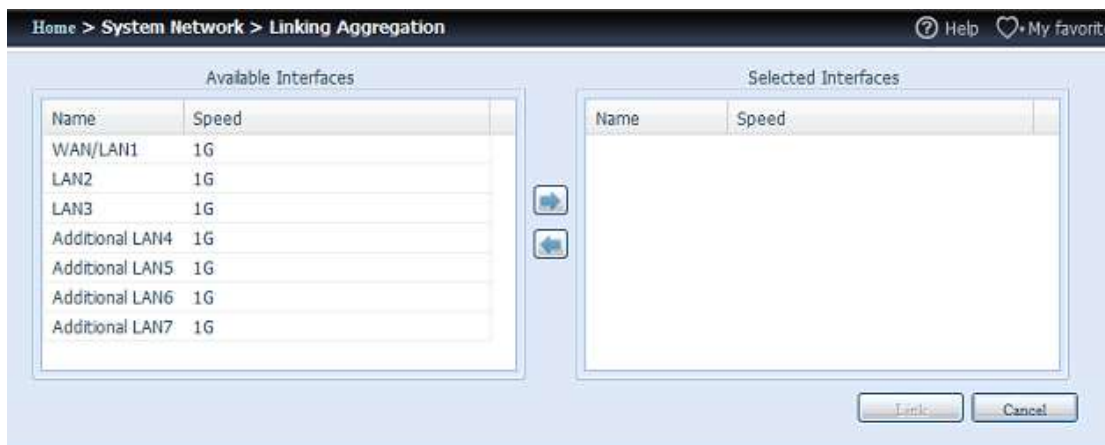 Home > System Network > Linking Aggregation
Help My favorit
Available Interfaces
Name Speed
WAN/LAN1 1G
LAN2 1G
LAN3 1G
Additional LAN4 1G
Additional LAN5 1G
Additional LAN6 1G
Additional LAN7 1G
Selected Interfaces
Name Speed
Link Cancel